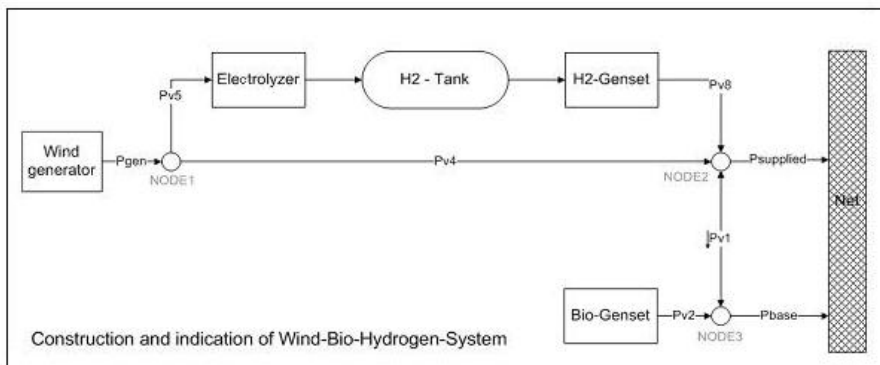 Electrolyzer
H2 - Tank
H2-Genset
Pv5
Pv8
Wind
generator
Pgen
Pv4
Psupplied
NODE1
NODE2
Net
Pv1
Bio-Genset
Pv2
Pbase
NODE3
Construction and indication of Wind-Bio-Hydrogen-System